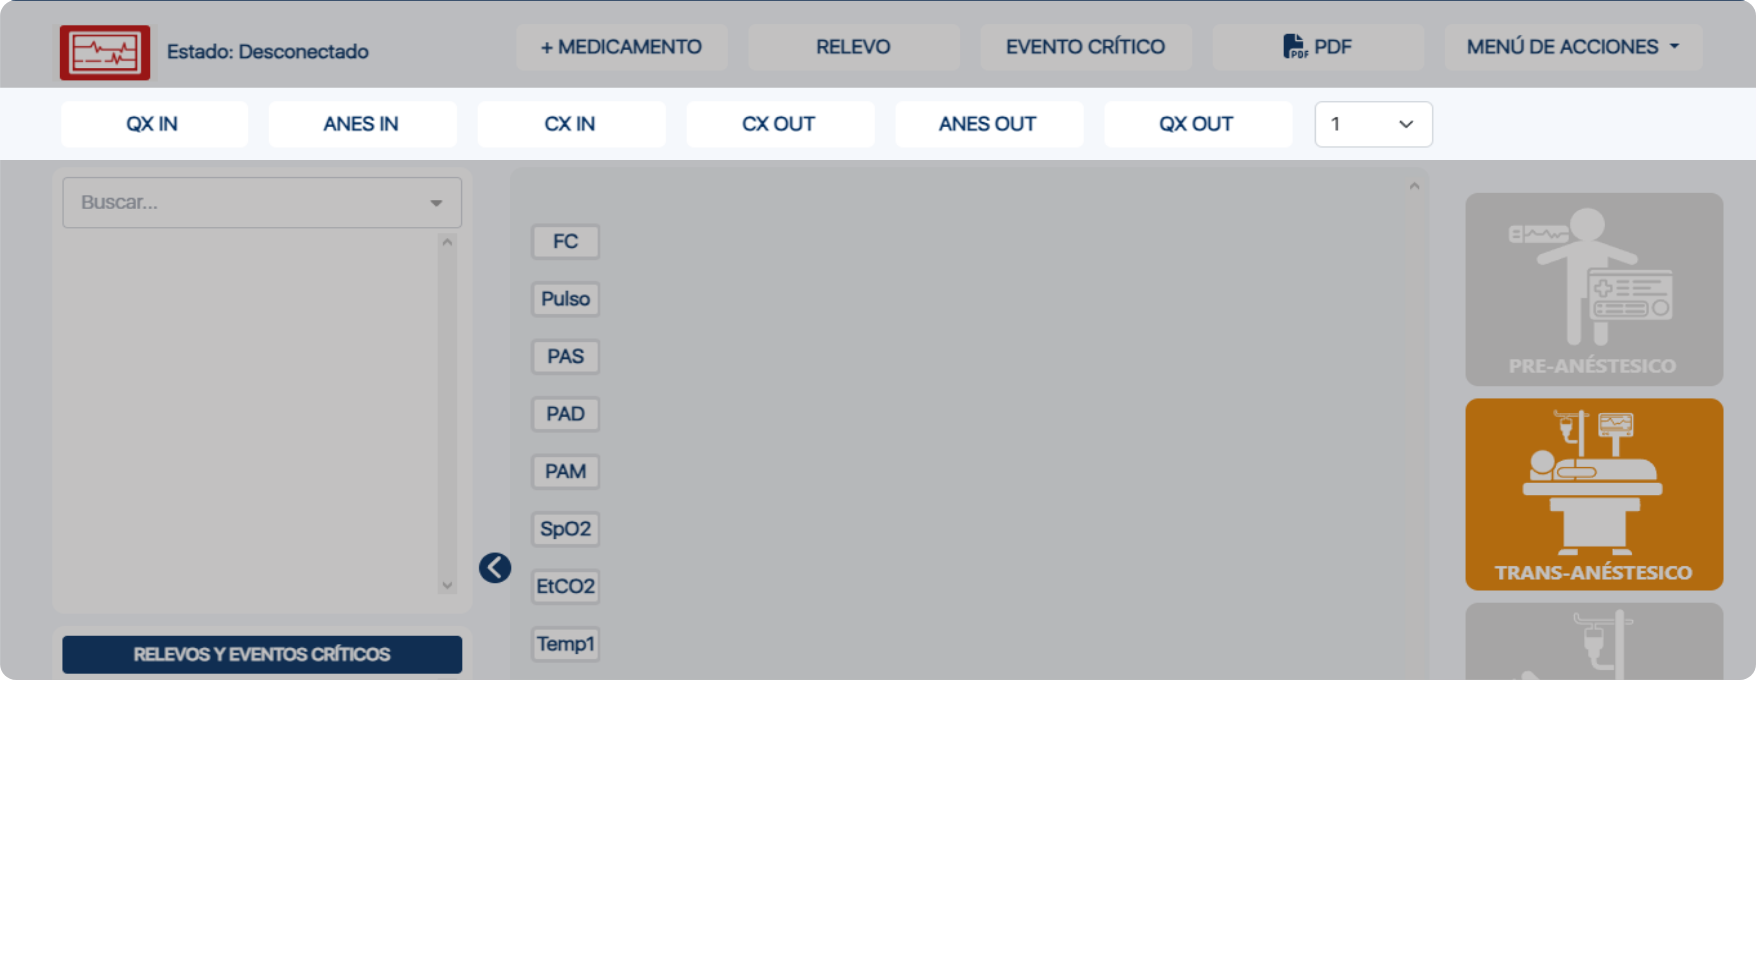 Estado: Desconectado
+ MEDICAMENTO
RELEVO
EVENTO CRÍTICO
PDF PDF
MENÚ DE ACCIONES
QX IN
ANES IN
CX IN
CX OUT
ANES OUT
QX OUT
1
Buscar...
FC
Pulso
PAS
PAD
PAM
SpO2
EtCO2
Temp1
RELEVOS Y EVENTOS CRÍTICOS
PRE-ANÉSTESICO
TRANS-ANÉSTESICO